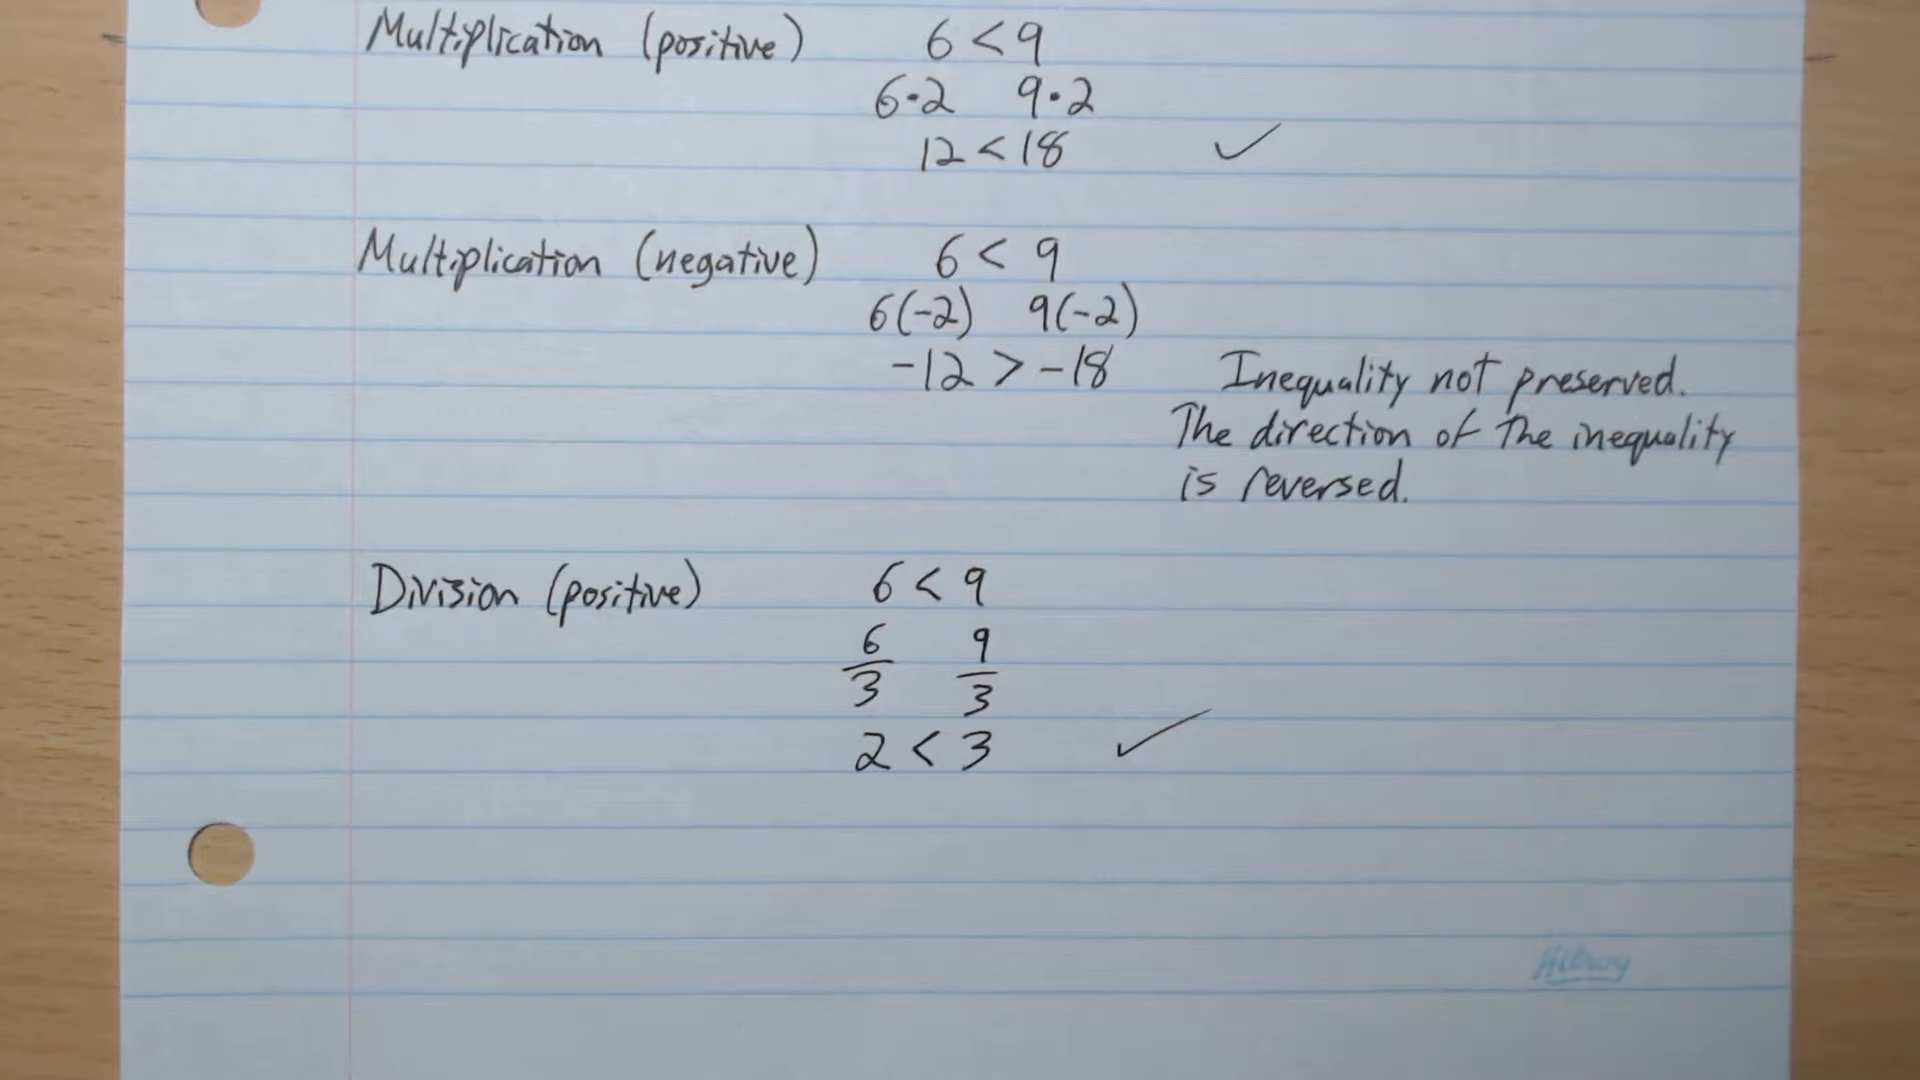 Multiplication (positive) 6 < 9
6·2 9·2
12 < 18 ✓
Multiplication (negative) 6 < 9
6(-2) 9(-2)
-12 > -18 Inequality not preserved.
The direction of the inequality
is reversed.
Division (positive) 6 < 9
6 9
3 3
2 < 3 ✓
Hilroy